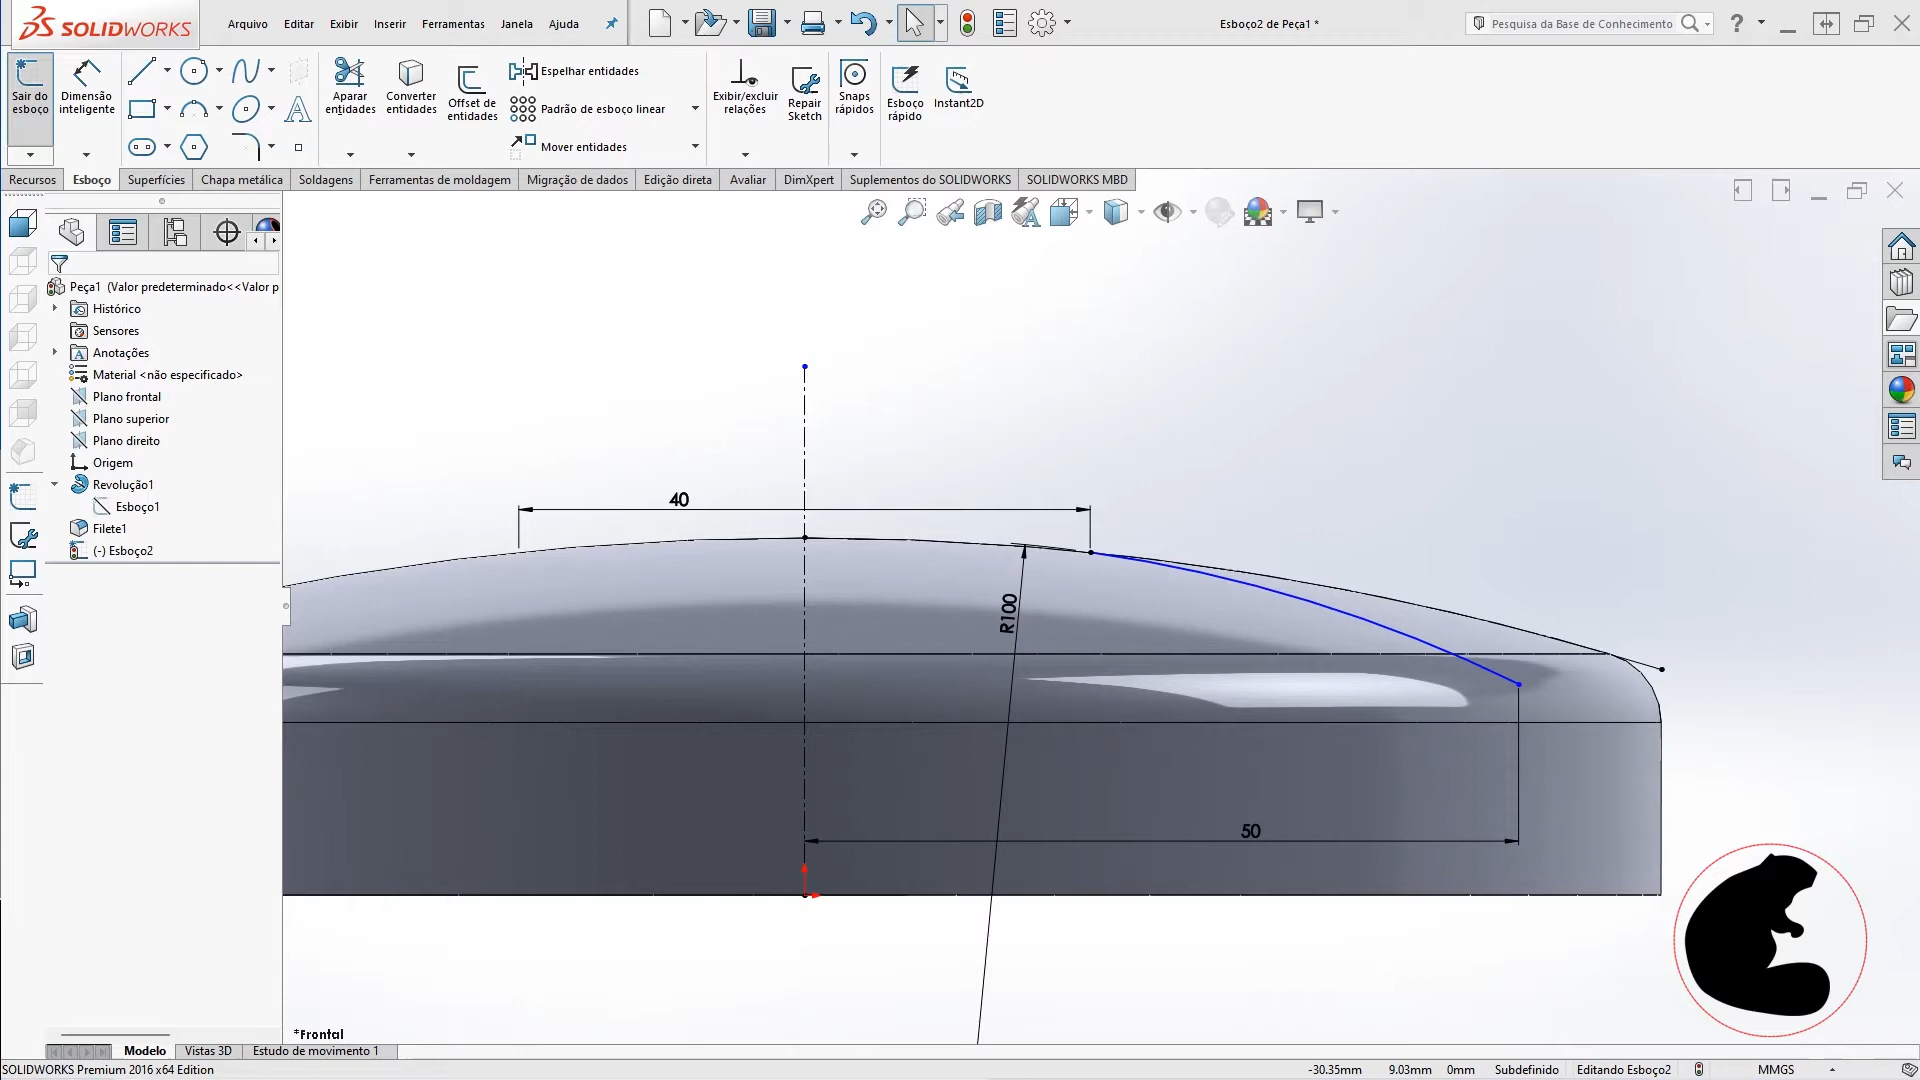 SOLIDWORKS
Arquivo Editar Exibir Inserir Ferramentas Janela Ajuda
Esboço2 de Peça1 *
Pesquisa da Base de Conhecimento
Sair do esboço
Dimensão inteligente
Aparar entidades
Converter entidades
Offset de entidades
Espelhar entidades
Padrão de esboço linear
Mover entidades
Exibir/excluir relações
Repair Sketch
Snaps rápidos
Esboço rápido
Instant2D
Recursos Esboço Superfícies Chapa metálica Soldagens Ferramentas de moldagem Migração de dados Edição direta Avaliar DimXpert Suplementos do SOLIDWORKS SOLIDWORKS MBD
Peça1 (Valor predeterminado<<Valor p
Histórico
Sensores
Anotações
Material <não especificado>
Plano frontal
Plano superior
Plano direito
Origem
Revolução1
Esboço1
Filete1
(-) Esboço2
40
R100
50
*Frontal
Modelo Vistas 3D Estudo de movimento 1
SOLIDWORKS Premium 2016 x64 Edition
-30.35mm 9.03mm 0mm Subdefinido Editando Esboço2 MMGS